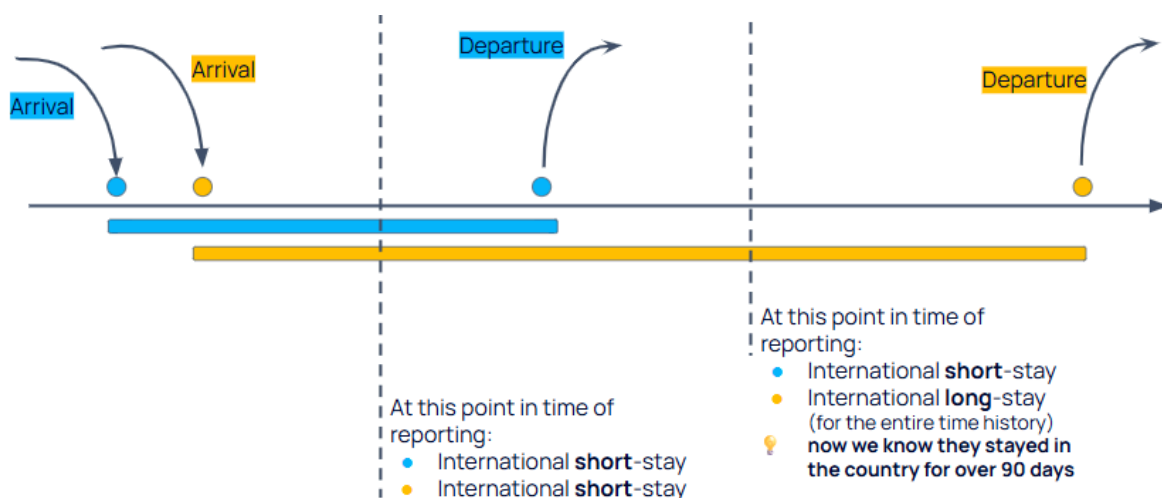 Arrival
Arrival
Departure
Departure
At this point in time of
reporting:
International short-stay
International short-stay
At this point in time of
reporting:
International short-stay
International long-stay
(for the entire time history)
now we know they stayed in
the country for over 90 days